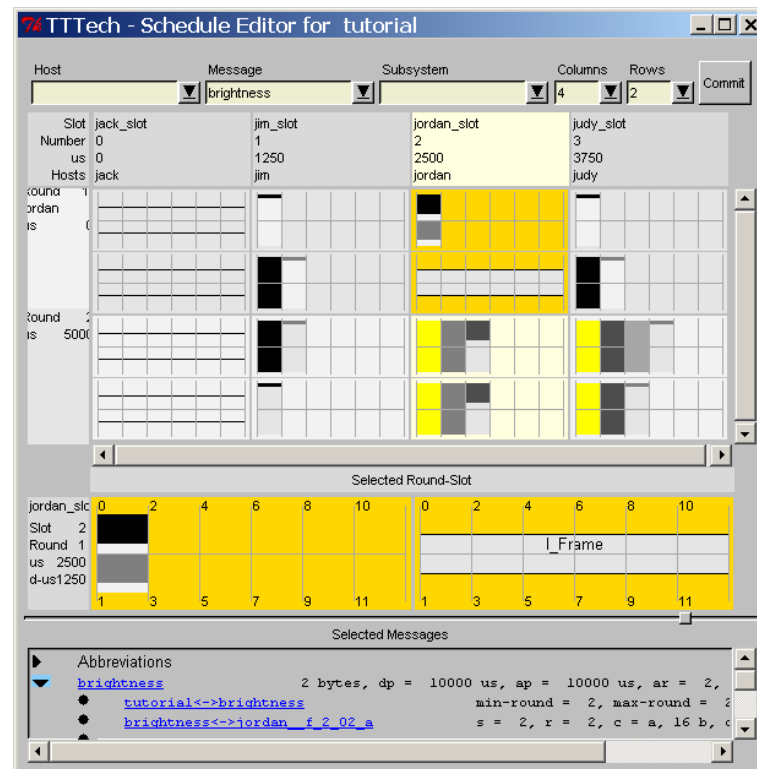 TTTech - Schedule Editor for tutorial
Host Message Subsystem Columns Rows
brightness 4 2 Commit
Slot jack_slot jim_slot jordan_slot judy_slot
Number 0 1 2 3
us 0 1250 2500 3750
Hosts jack jim jordan judy
2
5000
Selected Round-Slot
0 2 4 6 8 10 0 2 4 6 8 10
Slot 2
Round 1
I_Frame
us 2500
d-us1250
1 3 5 7 9 11 1 3 5 7 9 11
Selected Messages
Abbreviations
brightness 2 bytes, dp = 10000 us, ap = 10000 us, ar = 2,
tutorial<->brightness min-round = 2, max-round = 2
brightness<->jordan__f_2_02_a s = 2, r = 2, c = a, 16 b,